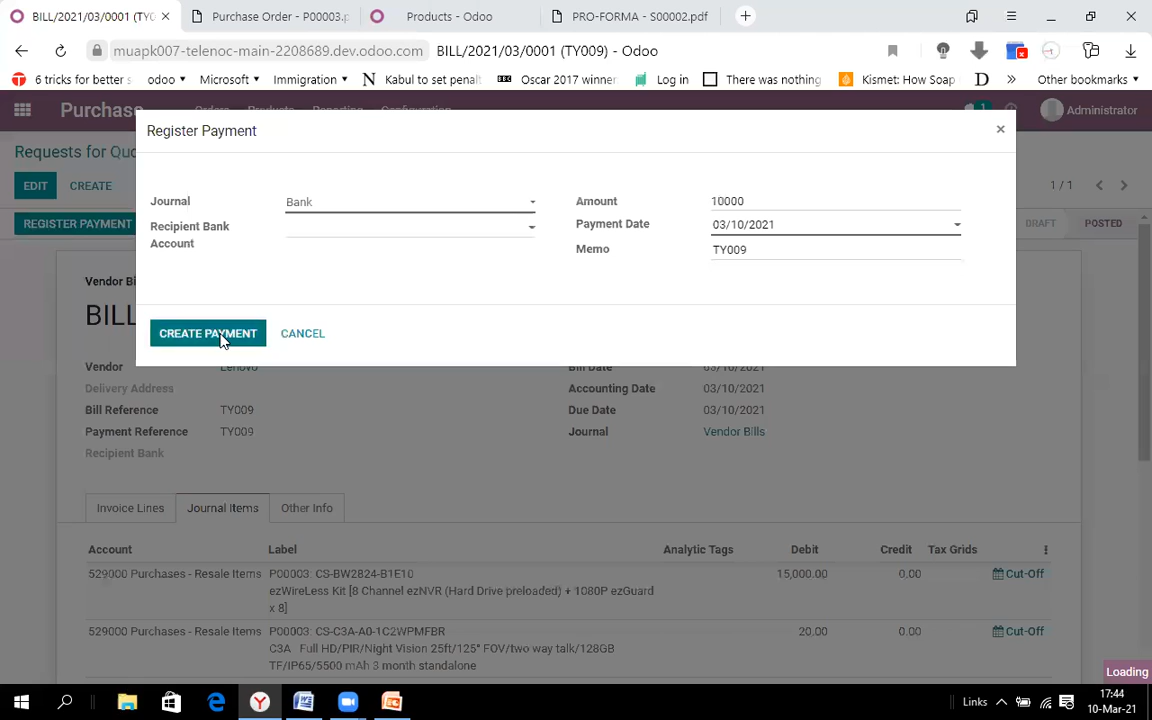 BILL/2021/03/0001 (TY0
Purchase Order - P00003.p
Products - Odoo
PRO-FORMA - S00002.pdf
muapk007-telenoc-main-2208689.dev.odoo.com BILL/2021/03/0001 (TY009) - Odoo
6 tricks for better s
odoo
Microsoft
Immigration
Kabul to set penalt
Oscar 2017 winner
Log in
There was nothing
Kismet: How Soap
Other bookmarks
Purchas
Orders Products Reporting Configuration
1
Administrator
Register Payment
Requests for Quo
EDIT CREATE
1 / 1
Journal Bank
Amount 10000
REGISTER PAYMENT
DRAFT POSTED
Recipient Bank Account
Payment Date 03/10/2021
Memo TY009
Vendor Bi
BILL
CREATE PAYMENT CANCEL
Vendor Lenovo
Bill Date 03/10/2021
Delivery Address
Accounting Date 03/10/2021
Bill Reference TY009
Due Date 03/10/2021
Payment Reference TY009
Journal Vendor Bills
Recipient Bank
Invoice Lines Journal Items Other Info
Account Label Analytic Tags Debit Credit Tax Grids
529000 Purchases - Resale Items P00003: CS-BW2824-B1E10 15,000.00 0.00 Cut-Off
ezWireLess Kit [8 Channel ezNVR (Hard Drive preloaded) + 1080P ezGuard
x 8]
529000 Purchases - Resale Items P00003: CS-C3A-A0-1C2WPMFBR 20.00 0.00 Cut-Off
C3A Full HD/PIR/Night Vision 25ft/125° FOV/two way talk/128GB
TF/IP65/5500 mAh 3 month standalone
Loading
Links
17:44
10-Mar-21